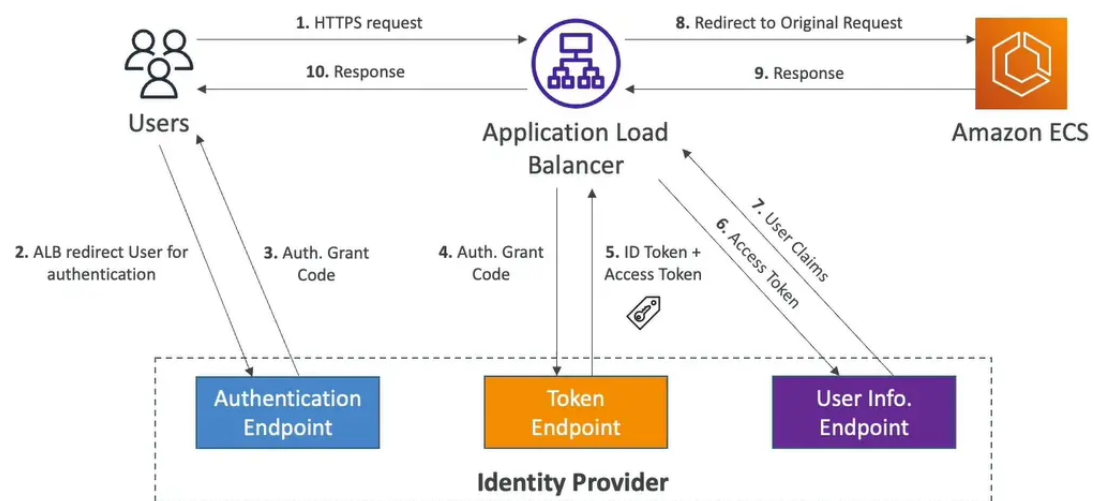 1. HTTPS request
8. Redirect to Original Request
10. Response
9. Response
Users
Application Load
Balancer
Amazon ECS
2. ALB redirect User for
authentication
3. Auth. Grant
Code
4. Auth. Grant
Code
5. ID Token +
Access Token
6. Access Token
7. User Claims
Authentication
Endpoint
Token
Endpoint
User Info.
Endpoint
Identity Provider